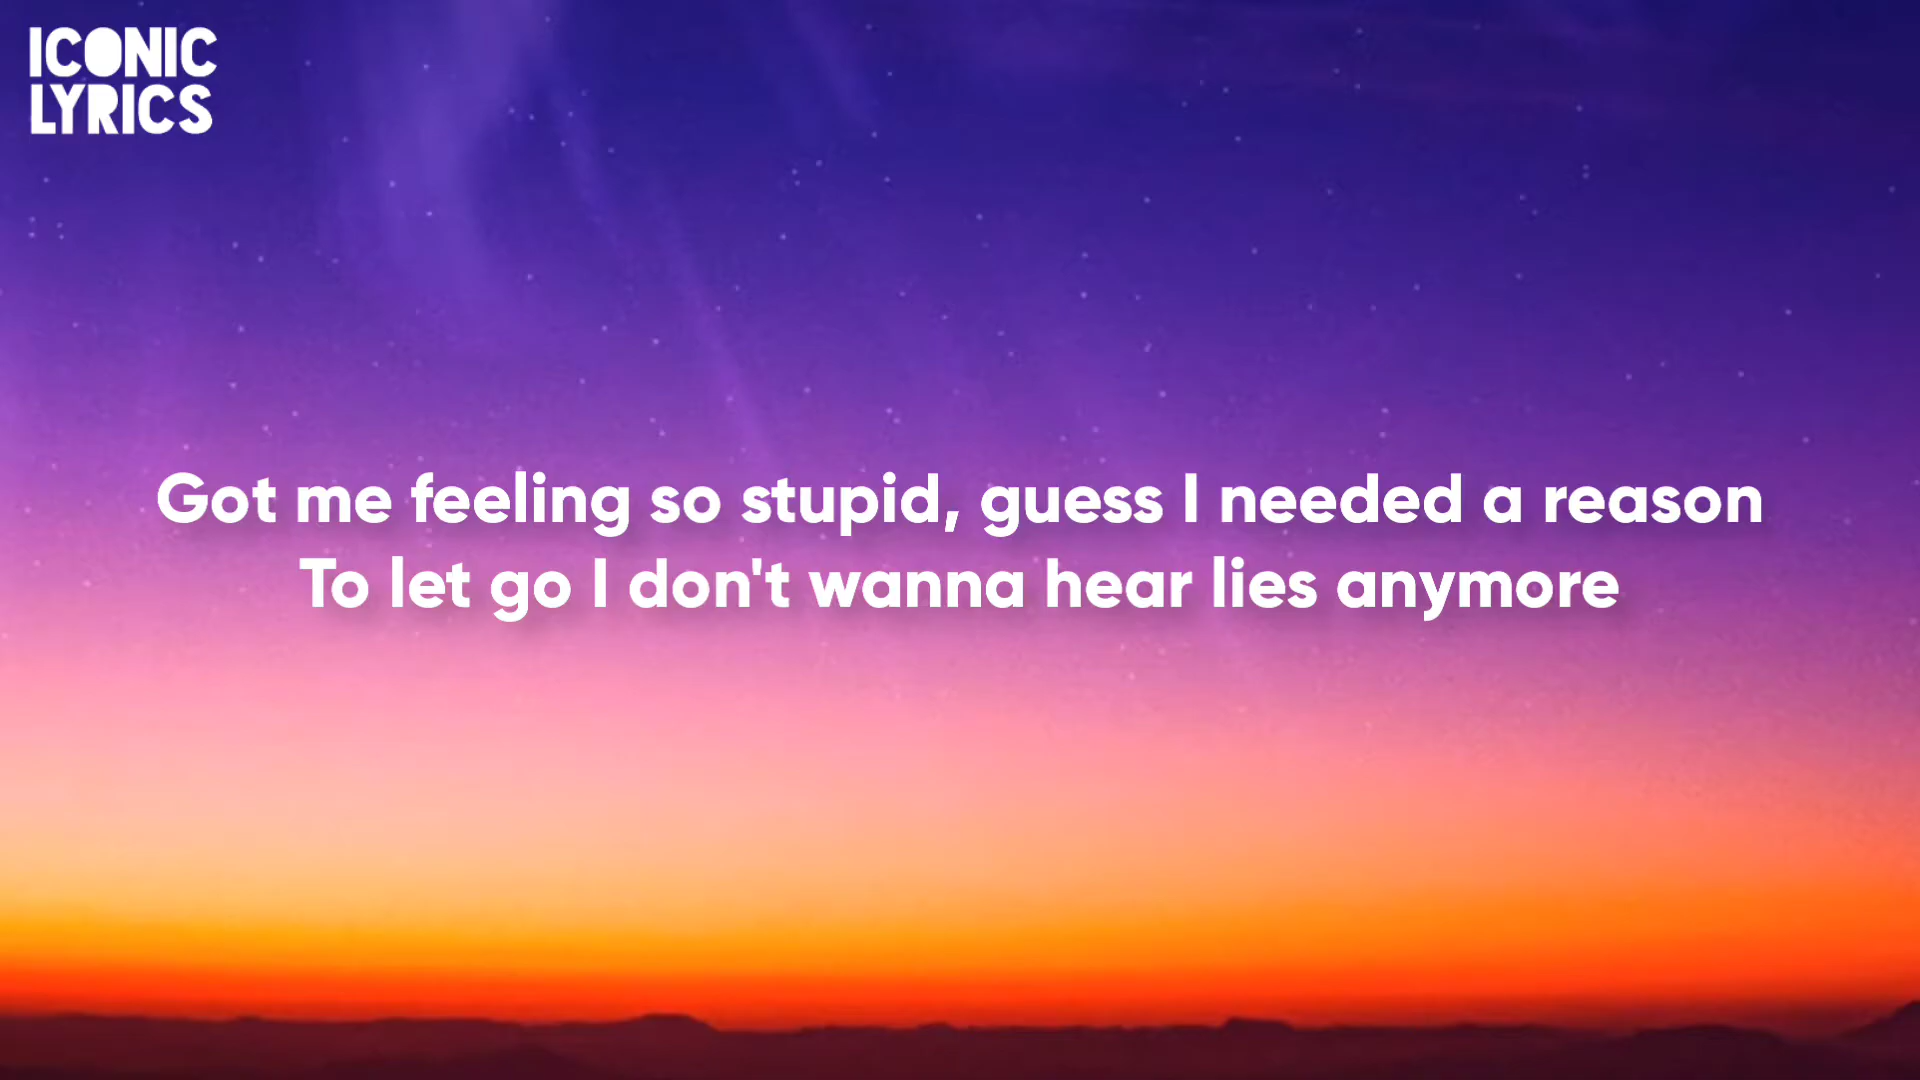 ICONIC
LYRICS
Got me feeling so stupid, guess I needed a reason
To let go I don't wanna hear lies anymore